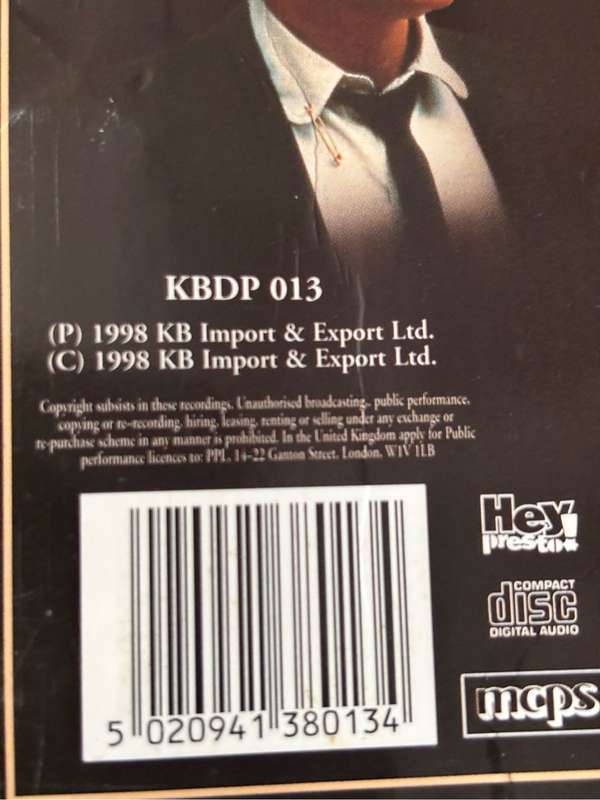 KBDP 013
(P) 1998 KB Import & Export Ltd.
(C) 1998 KB Import & Export Ltd.
Copyright subsists in these recordings. Unauthorised broadcasting, public performance,
copying or re-recording, hiring, leasing, renting or selling under any exchange or
re-purchase scheme in any manner is prohibited. In the United Kingdom apply for Public
performance licences to: PPL, 14-22 Ganton Street, London, W1V 1LB
Hey
presto
COMPACT
disc
DIGITAL AUDIO
mcps
5 020941 380134